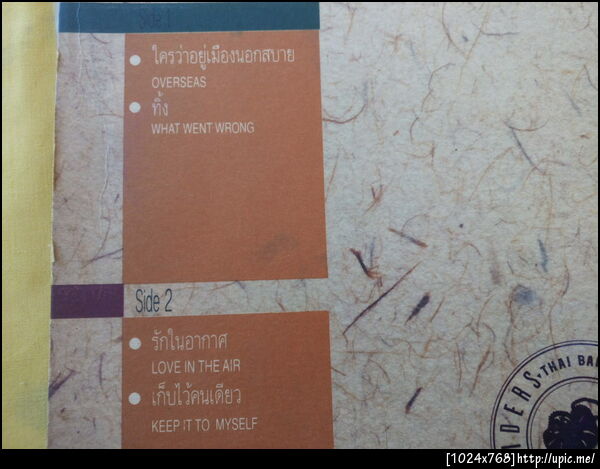 Side 1
ใครว่าอยู่เมืองนอกสบาย
OVERSEAS
ทิ้ง
WHAT WENT WRONG
Side 2
รักในอากาศ
LOVE IN THE AIR
เก็บไว้คนเดียว
KEEP IT TO MYSELF
ADERS • THAI BA
[1024x768]http://upic.me/